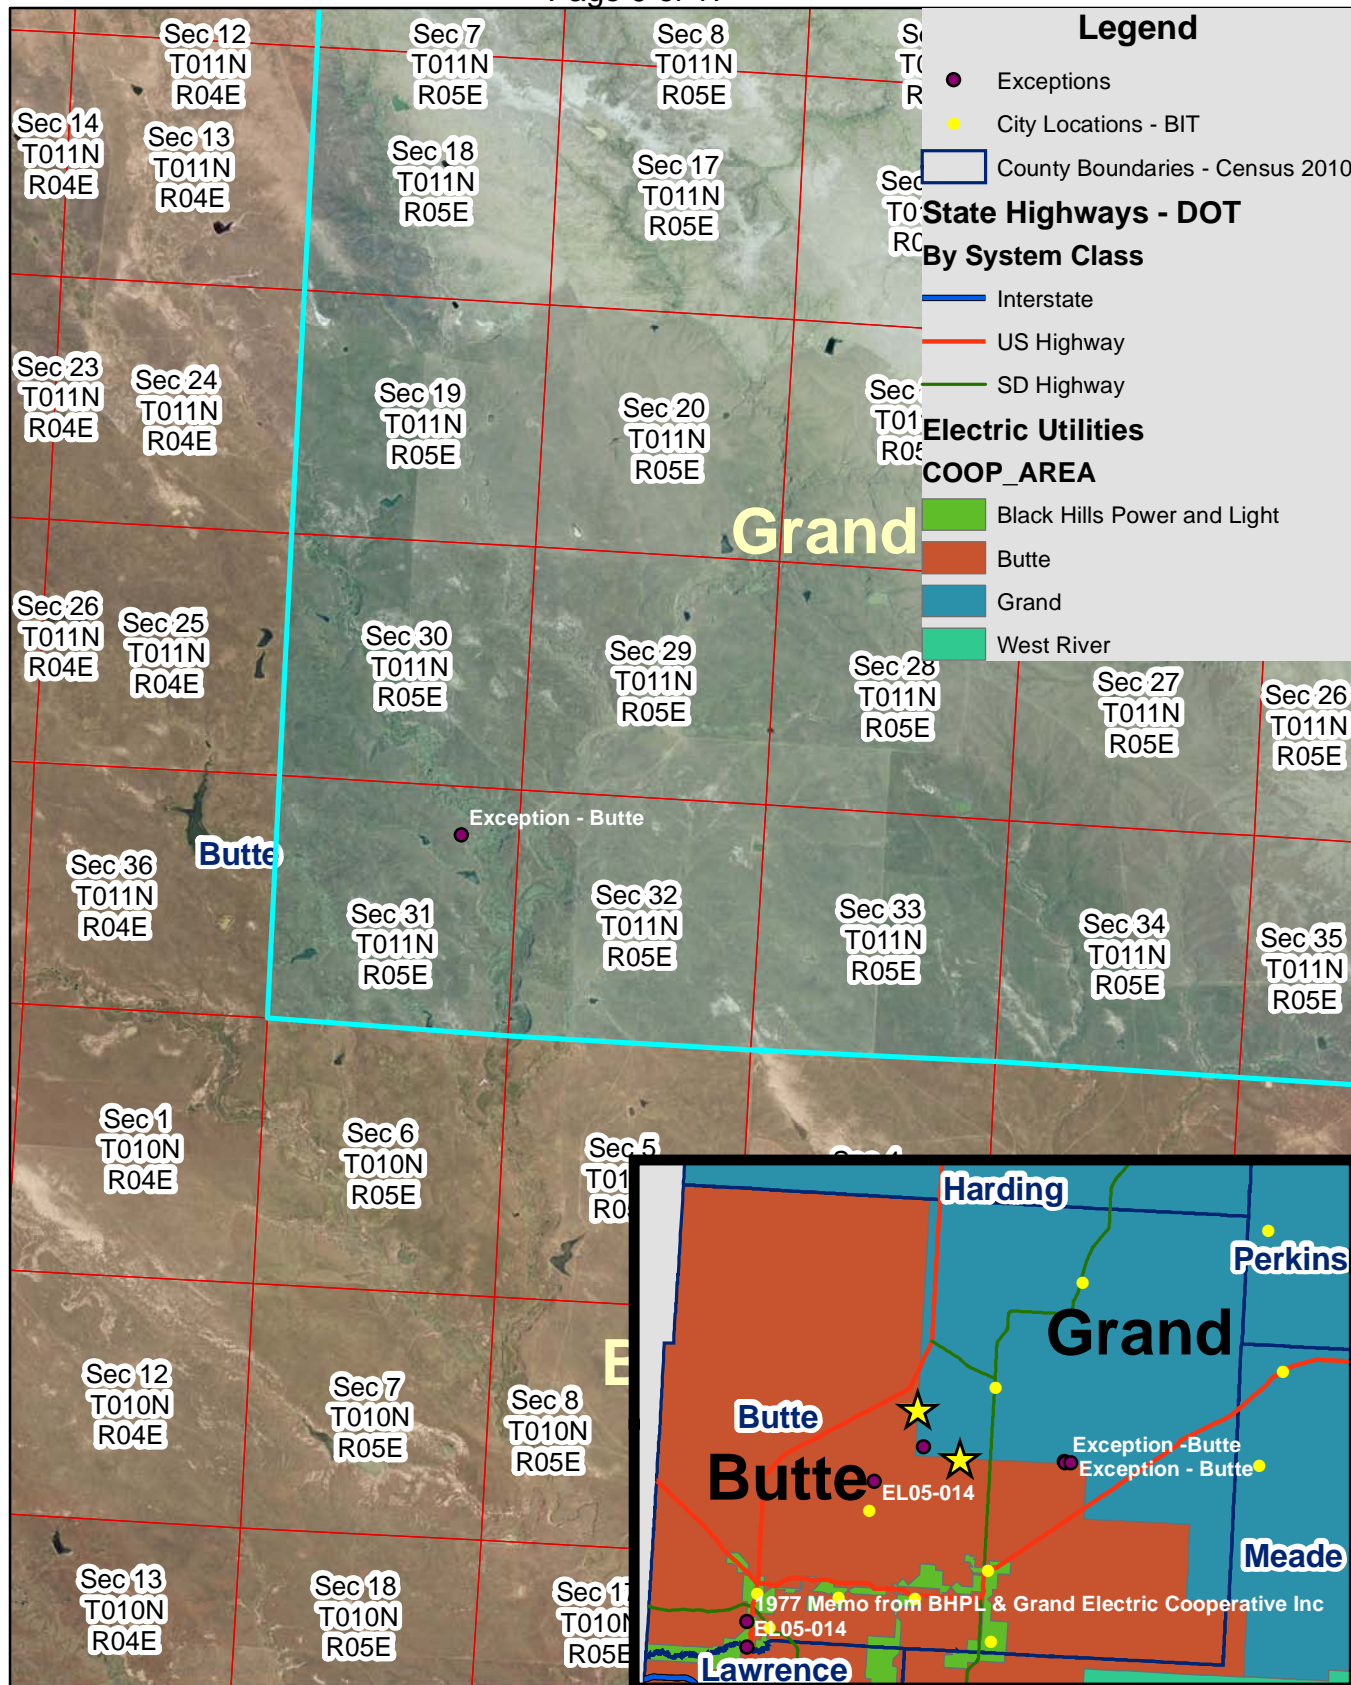 Sec 12
T011N
R04E
Sec 7
T011N
R05E
Sec 8
T011N
R05E
Legend
Exceptions
City Locations - BIT
County Boundaries - Census 2010
State Highways - DOT
By System Class
Interstate
US Highway
SD Highway
Electric Utilities
COOP_AREA
Black Hills Power and Light
Butte
Grand
West River
Sec 14
T011N
R04E
Sec 13
T011N
R04E
Sec 18
T011N
R05E
Sec 17
T011N
R05E
Sec 23
T011N
R04E
Sec 24
T011N
R04E
Sec 19
T011N
R05E
Sec 20
T011N
R05E
Grand
Sec 26
T011N
R04E
Sec 25
T011N
R04E
Sec 30
T011N
R05E
Sec 29
T011N
R05E
Sec 28
T011N
R05E
Sec 27
T011N
R05E
Sec 26
T011N
R05E
Exception - Butte
Butte
Sec 36
T011N
R04E
Sec 31
T011N
R05E
Sec 32
T011N
R05E
Sec 33
T011N
R05E
Sec 34
T011N
R05E
Sec 35
T011N
R05E
Sec 1
T010N
R04E
Sec 6
T010N
R05E
Sec 5
Sec 12
T010N
R04E
Sec 7
T010N
R05E
Sec 8
T010N
R05E
Sec 13
T010N
R04E
Sec 18
T010N
R05E
Sec 17
T010N
R05E
Harding
Perkins
Grand
Butte
Butte
Exception -Butte
Exception - Butte
EL05-014
Meade
1977 Memo from BHPL & Grand Electric Cooperative Inc
EL05-014
Lawrence